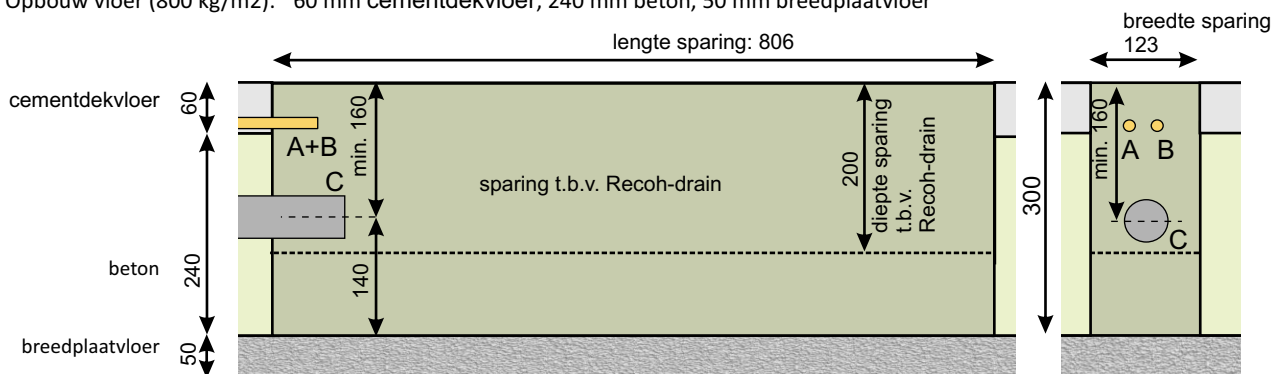 Opbouw vloer (800 kg/m2): 60 mm cementdekvloer, 240 mm beton, 50 mm breedplaatvloer
breedte sparing
123
lengte sparing: 806
cementdekvloer
60
A+B
min. 160
C
sparing t.b.v. Recoh-drain
200
diepte sparing
t.b.v.
Recoh-drain
300
min. 160
A B
C
beton
240
140
breedplaatvloer
50